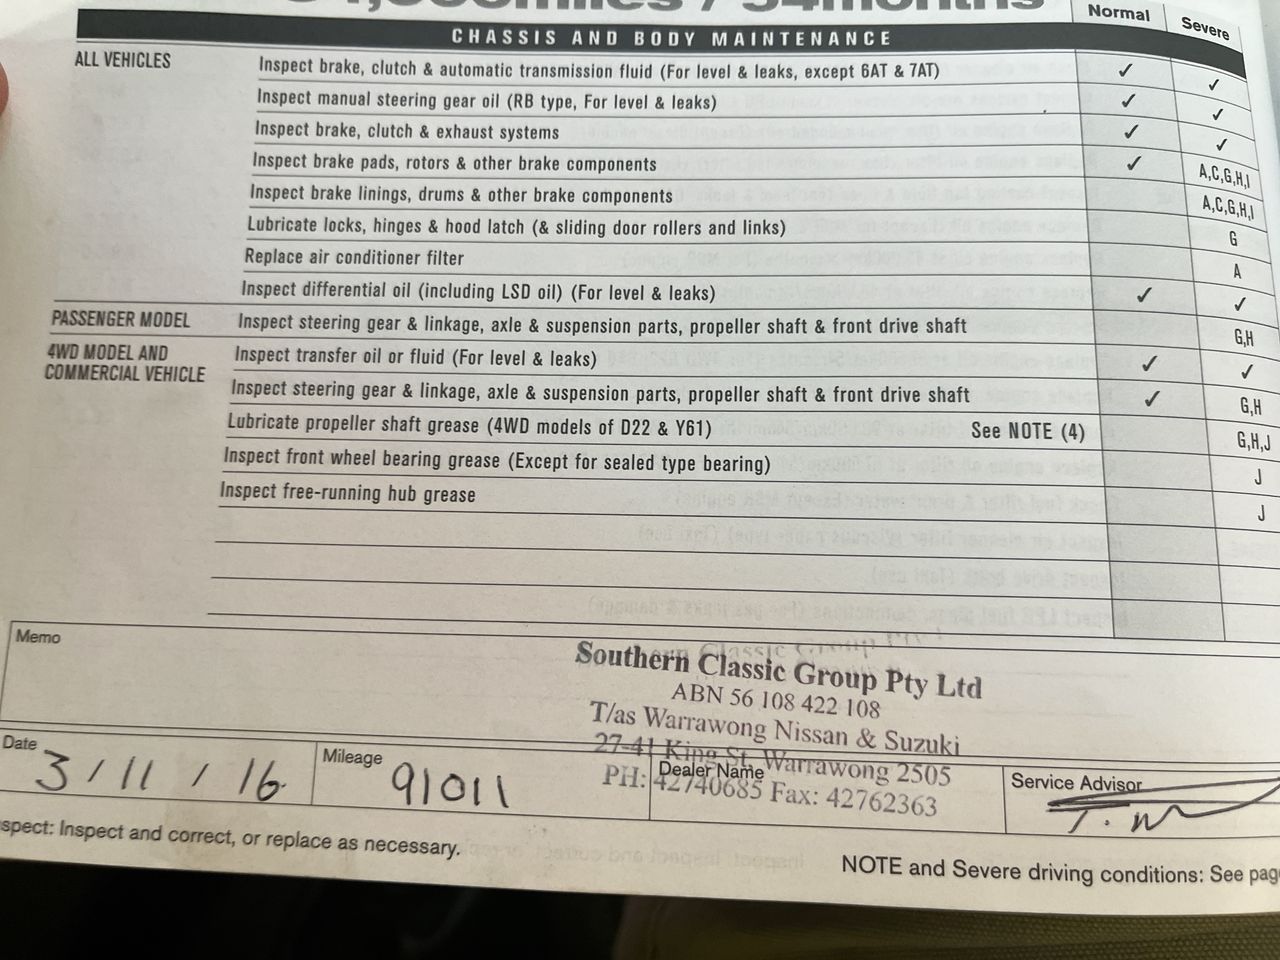 months
Normal Severe
CHASSIS AND BODY MAINTENANCE
ALL VEHICLES Inspect brake, clutch & automatic transmission fluid (For level & leaks, except 6AT & 7AT) ✓ ✓
Inspect manual steering gear oil (RB type, For level & leaks) ✓ ✓
Inspect brake, clutch & exhaust systems ✓ ✓
Inspect brake pads, rotors & other brake components ✓ A,C,G,H,I
Inspect brake linings, drums & other brake components A,C,G,H,I
Lubricate locks, hinges & hood latch (& sliding door rollers and links) G
Replace air conditioner filter A
Inspect differential oil (including LSD oil) (For level & leaks) ✓ ✓
PASSENGER MODEL Inspect steering gear & linkage, axle & suspension parts, propeller shaft & front drive shaft G,H
4WD MODEL AND Inspect transfer oil or fluid (For level & leaks) ✓ ✓
COMMERCIAL VEHICLE Inspect steering gear & linkage, axle & suspension parts, propeller shaft & front drive shaft ✓ G,H
Lubricate propeller shaft grease (4WD models of D22 & Y61) See NOTE (4) G,H,J
Inspect front wheel bearing grease (Except for sealed type bearing) J
Inspect free-running hub grease J
Memo
Southern Classic Group Pty Ltd
ABN 56 108 422 108
T/as Warrawong Nissan & Suzuki
27-41 King St, Warrawong 2505
PH: 42740685 Fax: 42762363
Date 3/11/16
Mileage 91011
Dealer Name
Service Advisor
spect: Inspect and correct, or replace as necessary.
NOTE and Severe driving conditions: See pag